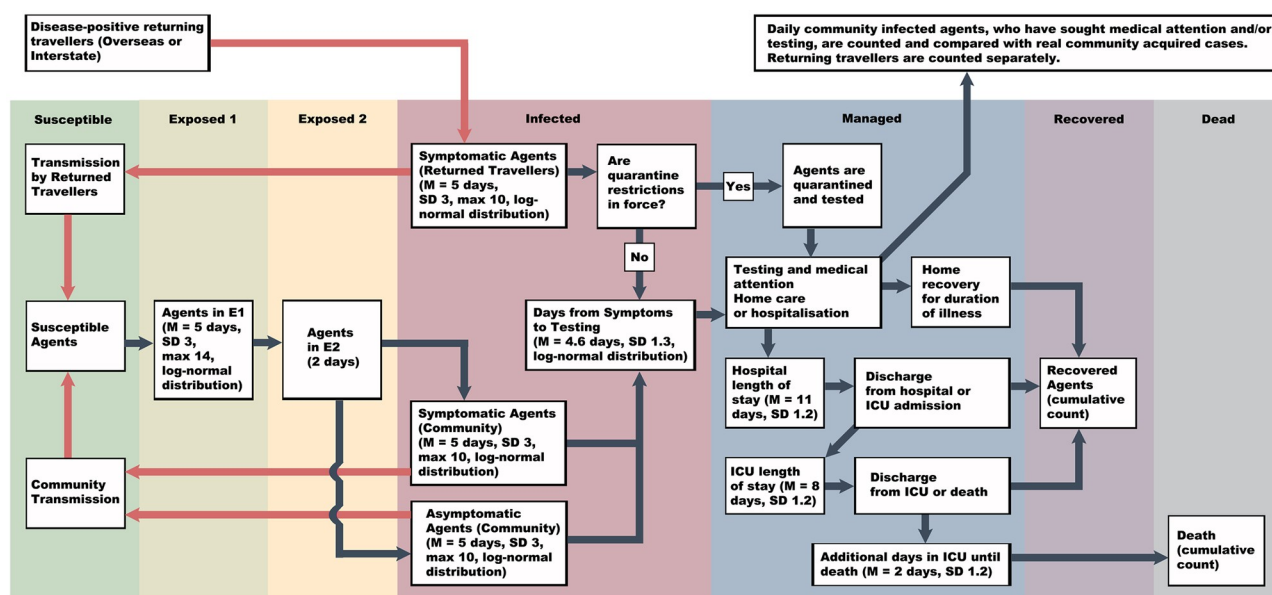 Disease-positive returning
travellers (Overseas or
Interstate)
Daily community infected agents, who have sought medical attention and/or
testing, are counted and compared with real community acquired cases.
Returning travellers are counted separately.
Susceptible
Exposed 1
Exposed 2
Infected
Managed
Recovered
Dead
Transmission
by Returned
Travellers
Symptomatic Agents
(Returned Travellers)
(M = 5 days,
SD 3, max 10, log-
normal distribution)
Are
quarantine
restrictions
in force?
Yes
Agents are
quarantined
and tested
No
Testing and medical
attention
Home care
or hospitalisation
Home
recovery
for duration
of illness
Susceptible
Agents
Agents in E1
(M = 5 days,
SD 3,
max 14,
log-normal
distribution)
Agents
in E2
(2 days)
Days from Symptoms
to Testing
(M = 4.6 days, SD 1.3,
log-normal distribution)
Hospital
length of
stay (M = 11
days, SD 1.2)
Discharge
from hospital or
ICU admission
Recovered
Agents
(cumulative
count)
Symptomatic Agents
(Community)
(M = 5 days, SD 3,
max 10, log-normal
distribution)
Community
Transmission
ICU length
of stay (M = 8
days, SD 1.2)
Discharge
from ICU or death
Asymptomatic
Agents (Community)
(M = 5 days, SD 3,
max 10, log-normal
distribution)
Additional days in ICU until
death (M = 2 days, SD 1.2)
Death
(cumulative
count)